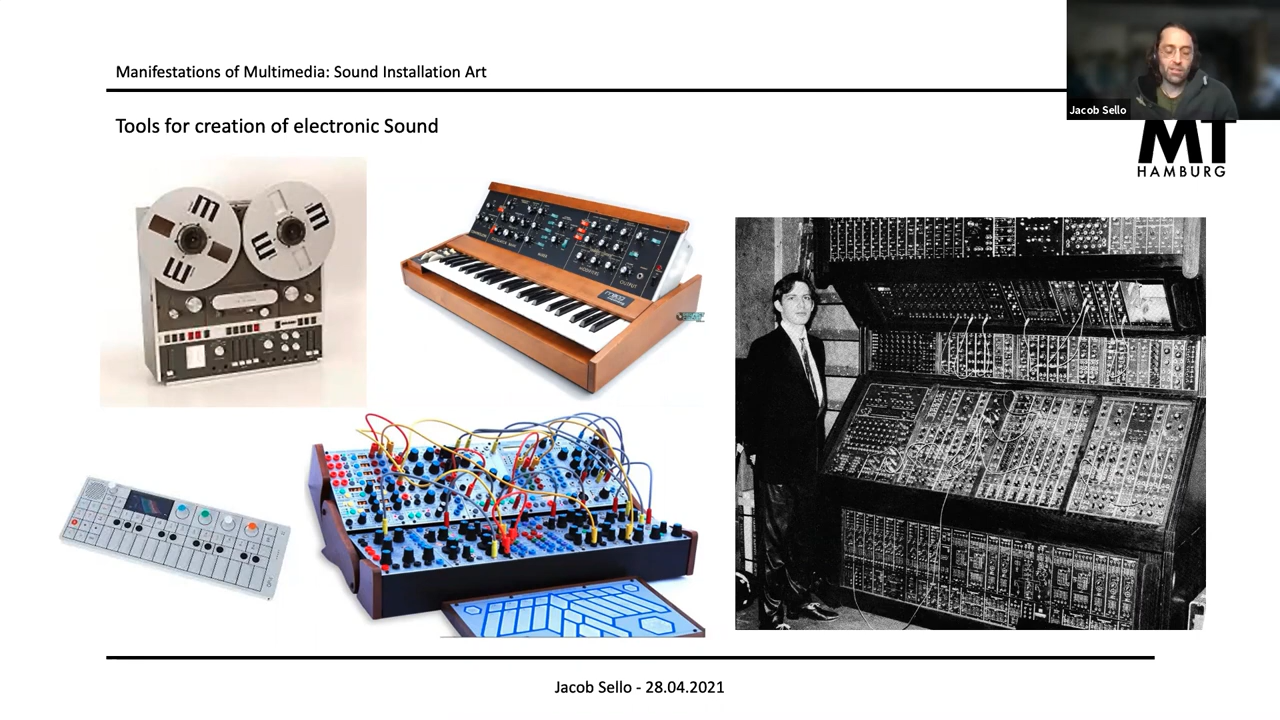 Manifestations of Multimedia: Sound Installation Art
Jacob Sello
Tools for creation of electronic Sound
MT
HAMBURG
OUTPUT
Jacob Sello - 28.04.2021